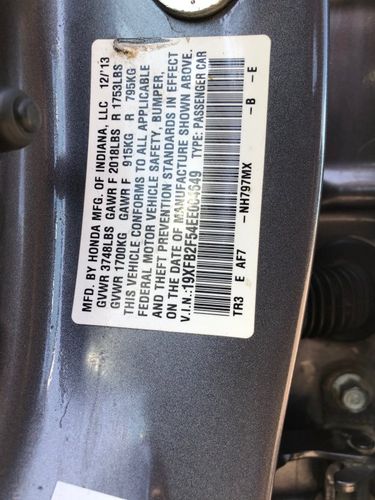 MFD. BY HONDA MFG. OF INDIANA, LLC 12/13
GVWR 3748LBS GAWR F 2018LBS R 1753LBS
GVWR 1700KG GAWR F 915KG R 795KG
THIS VEHICLE CONFORMS TO ALL APPLICABLE
FEDERAL MOTOR VEHICLE SAFETY, BUMPER,
AND THEFT PREVENTION STANDARDS IN EFFECT
ON THE DATE OF MANUFACTURE SHOWN ABOVE.
V.I.N.: TYPE: PASSENGER CAR
TR3 E AF7 -NH797MX -B -E